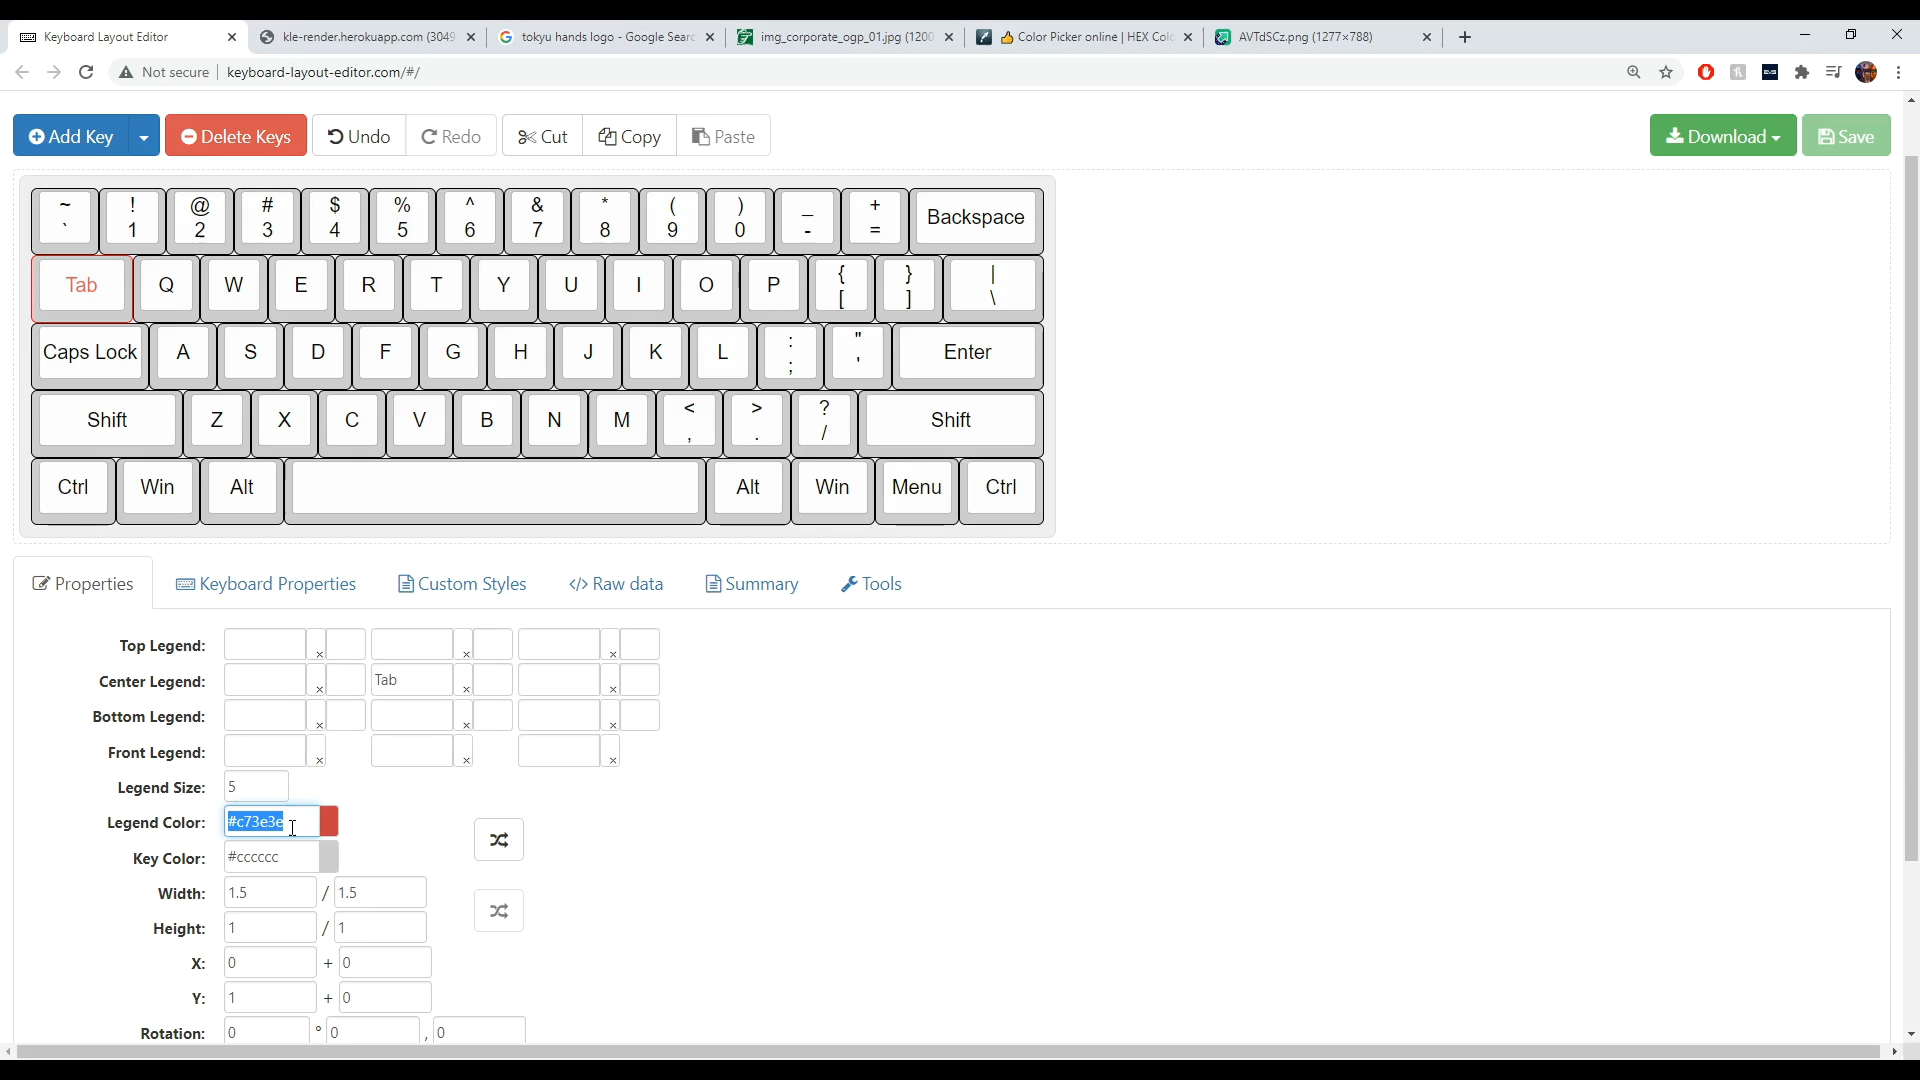 Keyboard Layout Editor
kle-render.herokuapp.com (3049
tokyu hands logo - Google Searc
img_corporate_ogp_01.jpg (1200
Color Picker online | HEX Colo
AVTdSCz.png (1277×788)
Not secure
keyboard-layout-editor.com/#/
Add Key
Delete Keys
Undo
Redo
Cut
Copy
Paste
Download
Save
~ ! @ # $ % ^ & * ( ) _ +
` 1 2 3 4 5 6 7 8 9 0 - = Backspace
Tab Q W E R T Y U I O P { } |
[ ] \
Caps Lock A S D F G H J K L : " Enter
; '
Shift Z X C V B N M < > ? Shift
, . /
Ctrl Win Alt Alt Win Menu Ctrl
Properties
Keyboard Properties
Custom Styles
</> Raw data
Summary
Tools
Top Legend: × × ×
Center Legend: × Tab × ×
Bottom Legend: × × ×
Front Legend: × × ×
Legend Size: 5
Legend Color: #c73e3e
Key Color: #cccccc
Width: 1.5 / 1.5
Height: 1 / 1
X: 0 + 0
Y: 1 + 0
Rotation: 0 ° 0 , 0